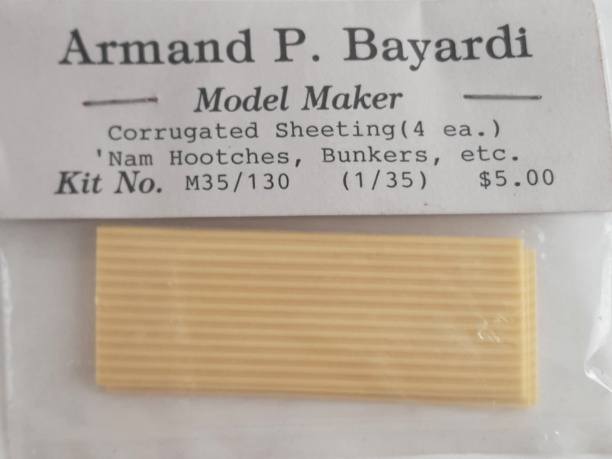 Armand P. Bayardi
Model Maker
Corrugated Sheeting(4 ea.)
'Nam Hootches, Bunkers, etc.
Kit No. M35/130 (1/35) $5.00